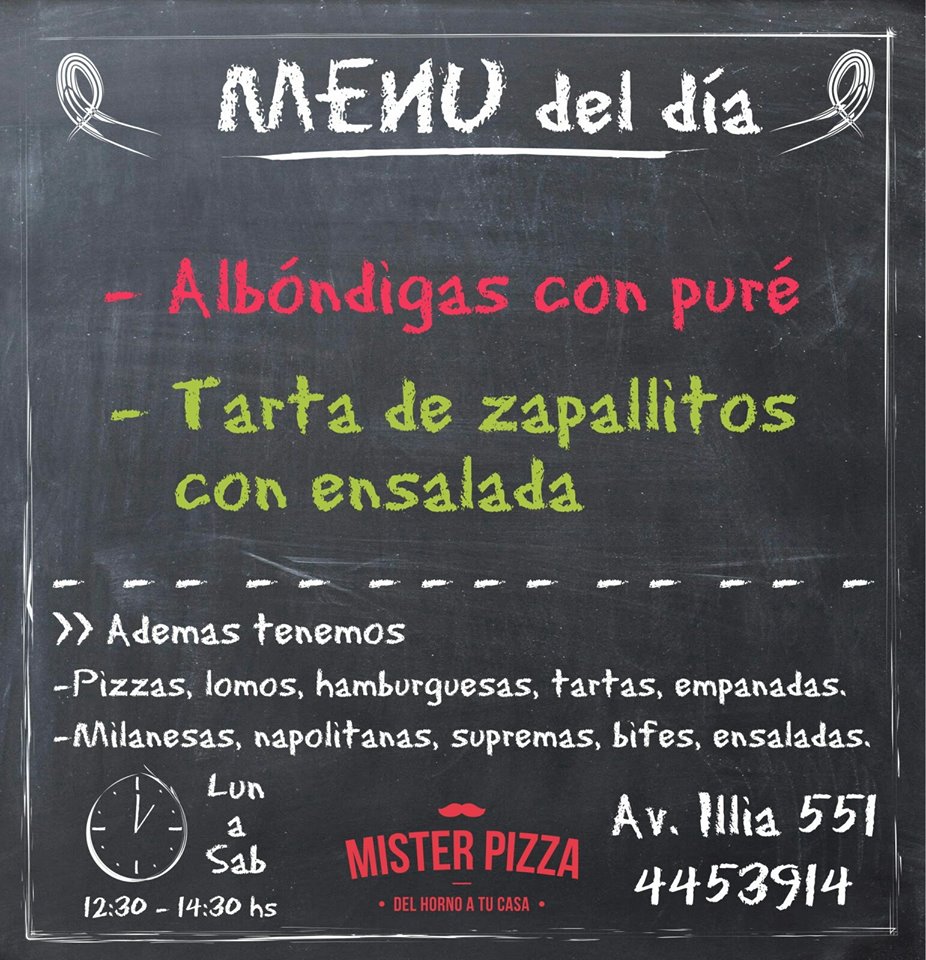 MENU del día
- Albóndigas con puré
- Tarta de zapallitos
con ensalada
>> Ademas tenemos
-Pizzas, lomos, hamburguesas, tartas, empanadas.
-Milanesas, napolitanas, supremas, bifes, ensaladas.
Lun
a
Sab
12:30 - 14:30 hs
MISTER PIZZA
• DEL HORNO A TU CASA •
Av. Illia 551
4453914